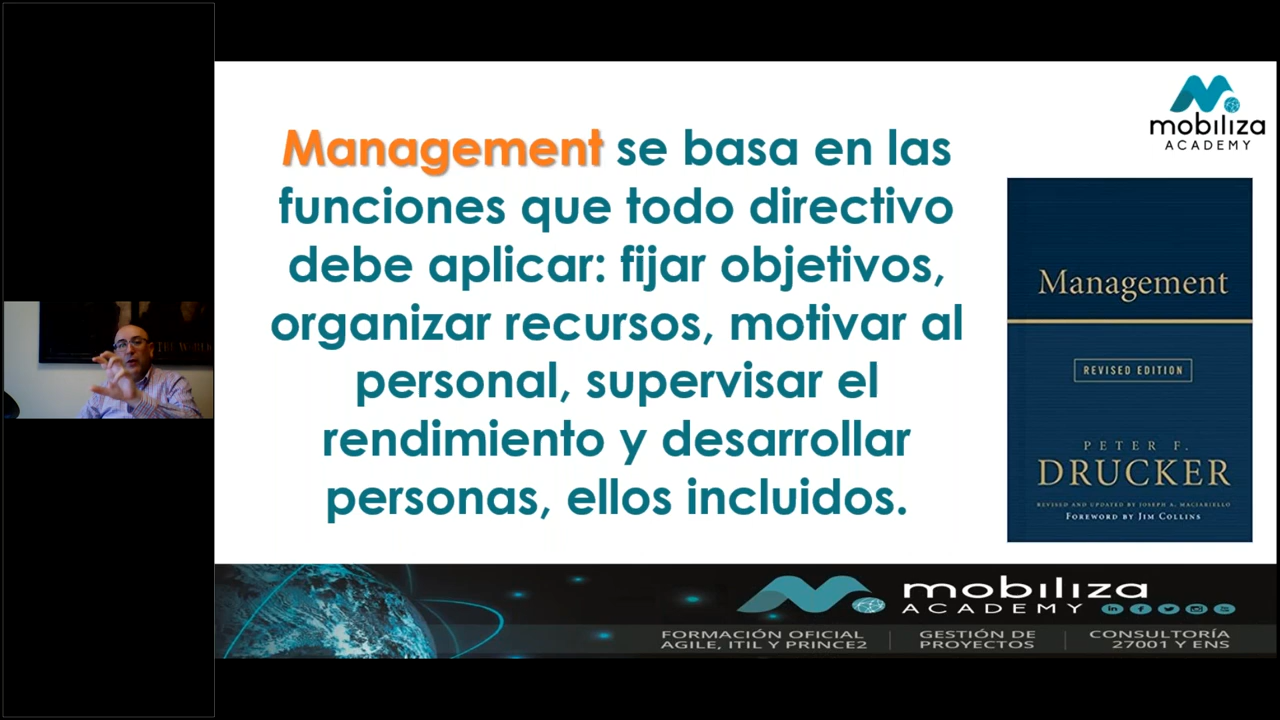 mobiliza
ACADEMY
Management se basa en las
funciones que todo directivo
debe aplicar: fijar objetivos,
organizar recursos, motivar al
personal, supervisar el
rendimiento y desarrollar
personas, ellos incluidos.
Management
REVISED EDITION
PETER F.
DRUCKER
REVISED AND UPDATED BY JOSEPH A. MACIARIELLO
FOREWORD BY JIM COLLINS
mobiliza
ACADEMY
FORMACIÓN OFICIAL
AGILE, ITIL Y PRINCE2
GESTIÓN DE
PROYECTOS
CONSULTORÍA
27001 Y ENS